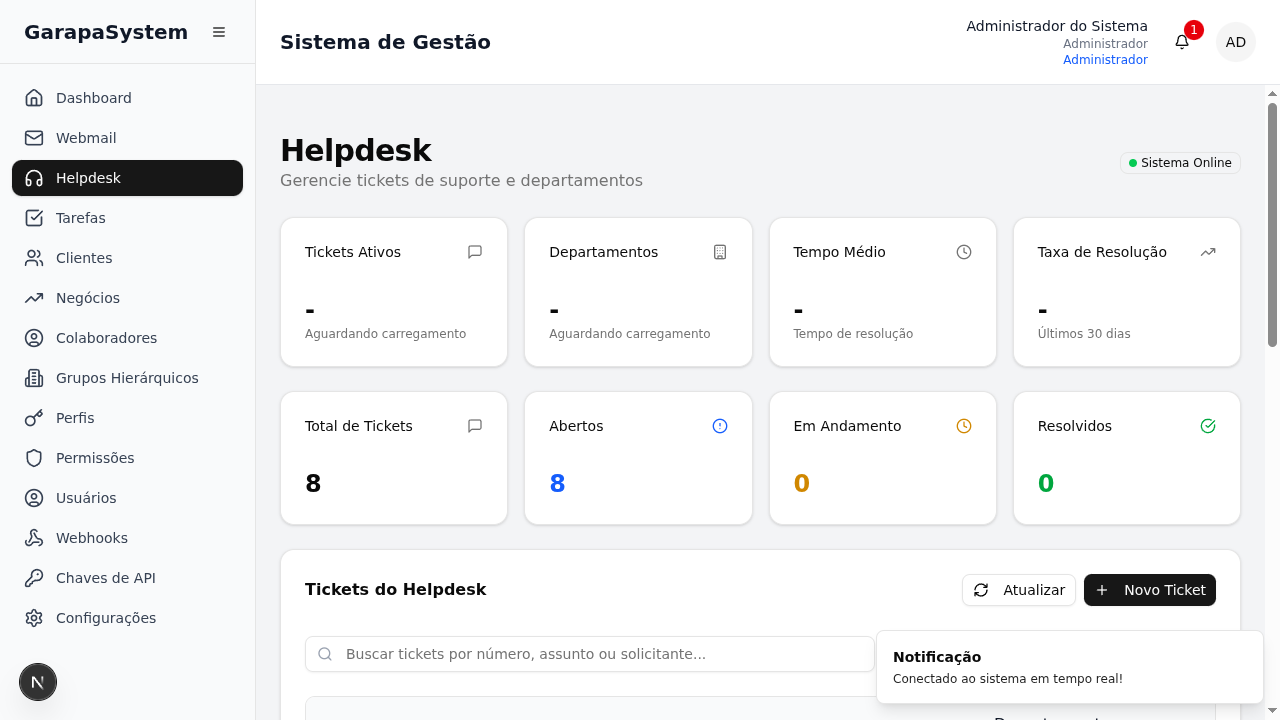 GarapaSystem
Dashboard
Webmail
Helpdesk
Tarefas
Clientes
Negócios
Colaboradores
Grupos Hierárquicos
Perfis
Permissões
Usuários
Webhooks
Chaves de API
Configurações
N
Sistema de Gestão
Administrador do Sistema
Administrador
Administrador
1
AD
Helpdesk
Gerencie tickets de suporte e departamentos
Sistema Online
Tickets Ativos
-
Aguardando carregamento
Departamentos
-
Aguardando carregamento
Tempo Médio
-
Tempo de resolução
Taxa de Resolução
-
Últimos 30 dias
Total de Tickets
8
Abertos
8
Em Andamento
0
Resolvidos
0
Tickets do Helpdesk
Atualizar
Novo Ticket
Buscar tickets por número, assunto ou solicitante...
Notificação
Conectado ao sistema em tempo real!